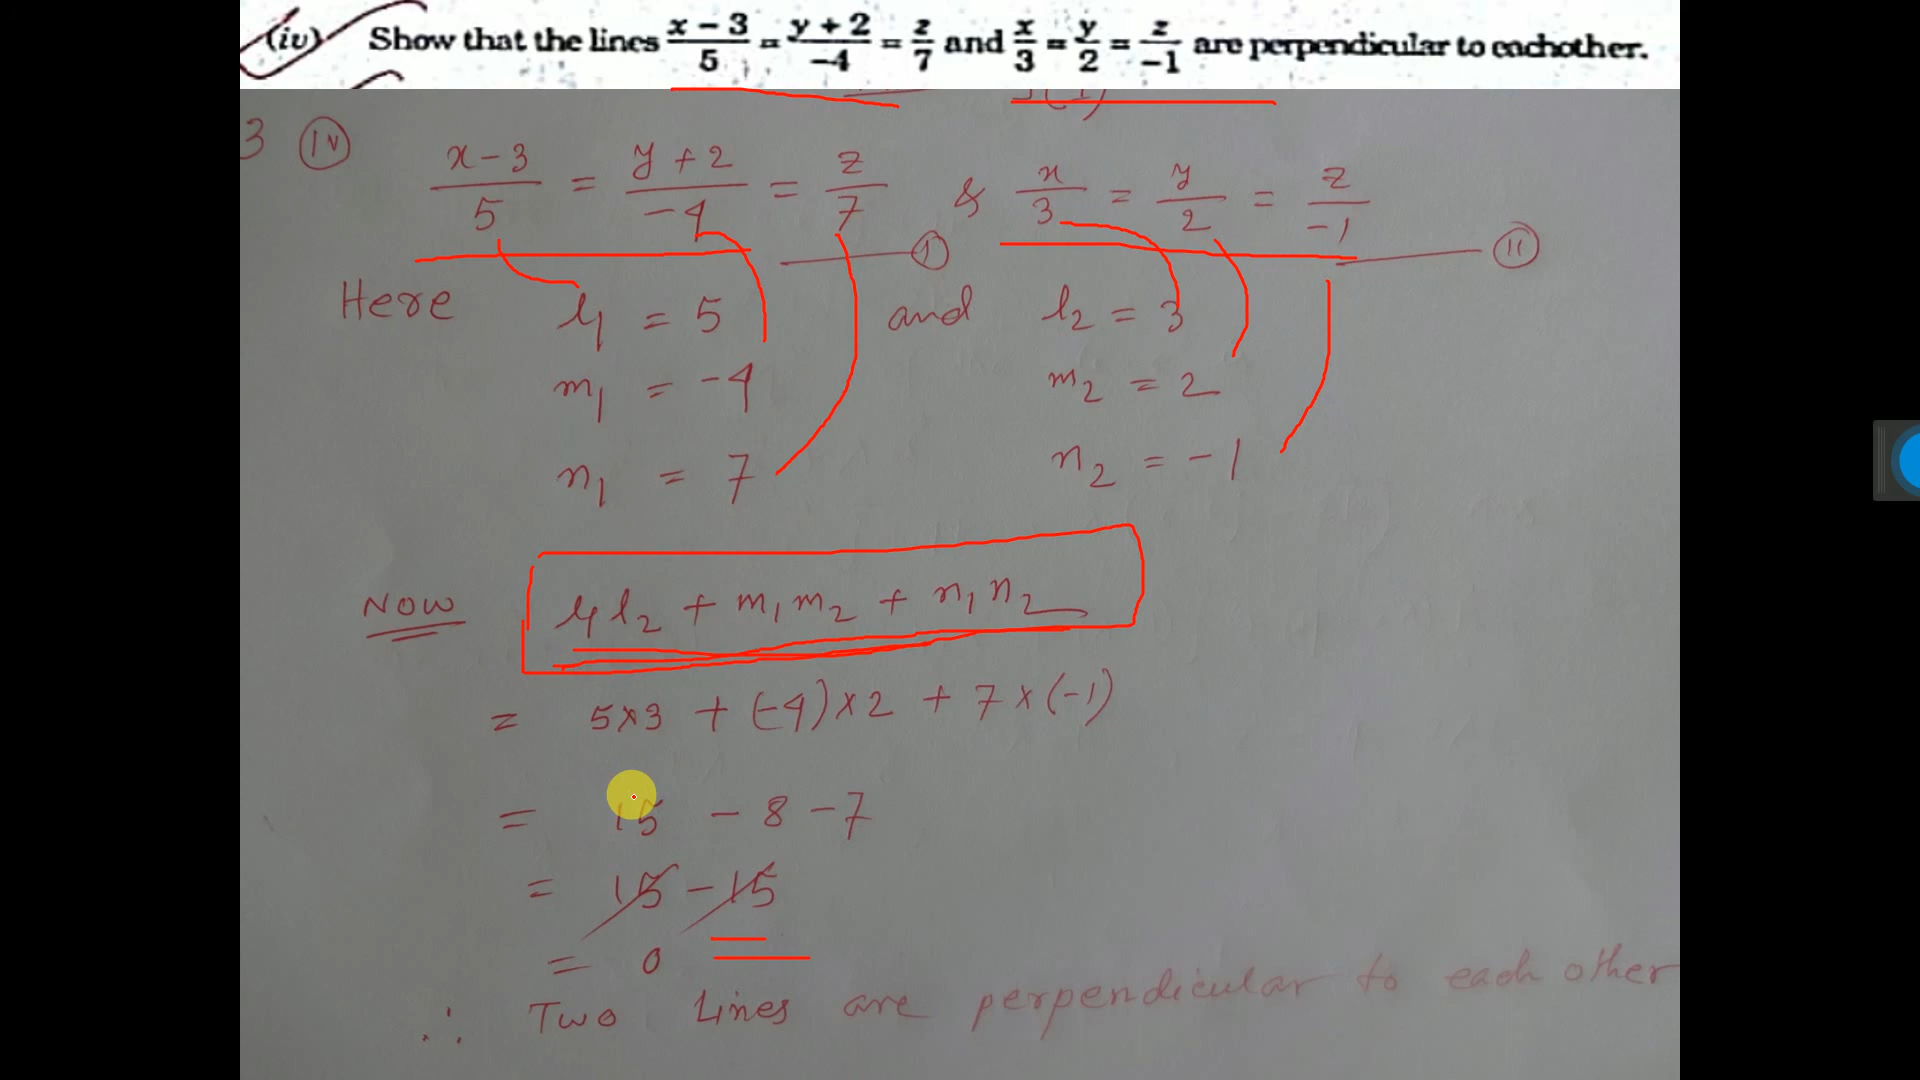 (iv) Show that the lines x − 3 / 5 = y + 2 / −4 = z / 7 and x / 3 = y / 2 = z / −1 are perpendicular to eachother.
3 (IV) x − 3 / 5 = y + 2 / −4 = z / 7 & x / 3 = y / 2 = z / −1
(I) (II)
Here l₁ = 5 and l₂ = 3
m₁ = −4 m₂ = 2
n₁ = 7 n₂ = −1
NOW l₁l₂ + m₁m₂ + n₁n₂
= 5×3 + (−4)×2 + 7×(−1)
= 15 − 8 − 7
= 15 − 15
= 0
∴ Two Lines are perpendicular to each other